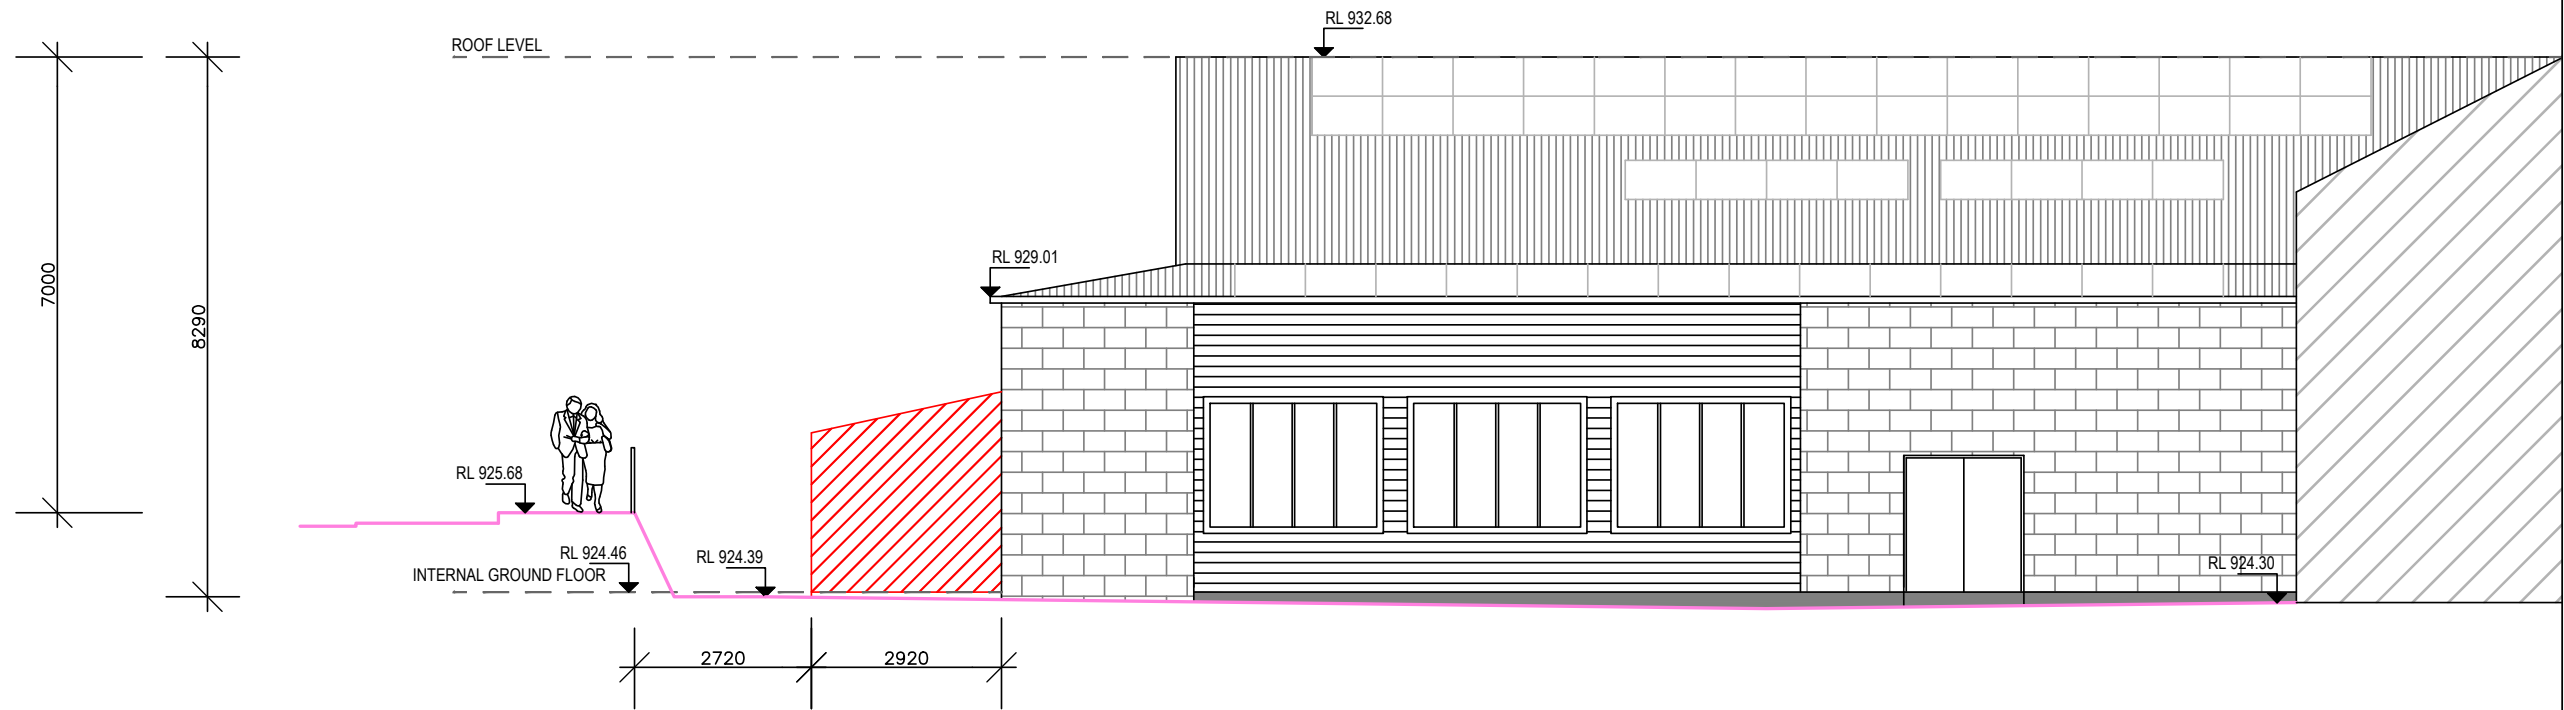 RL 932.68
ROOF LEVEL
7000
8290
RL 929.01
RL 925.68
RL 924.46
RL 924.39
INTERNAL GROUND FLOOR
RL 924.30
2720
2920